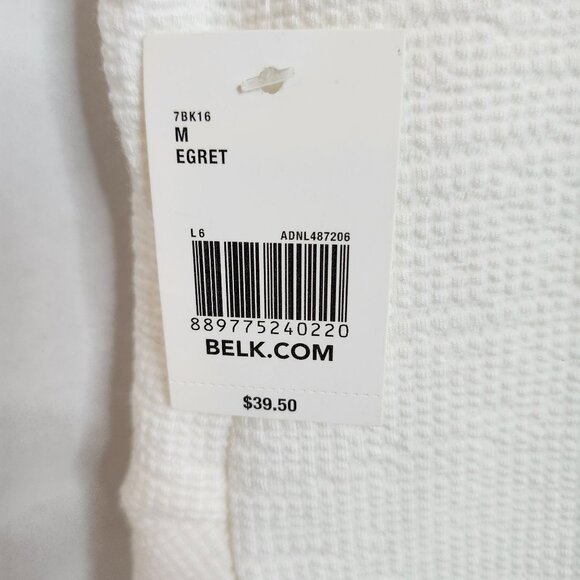 7BK16
M
EGRET
L6 ADNL487206
889775240220
BELK.COM
$39.50